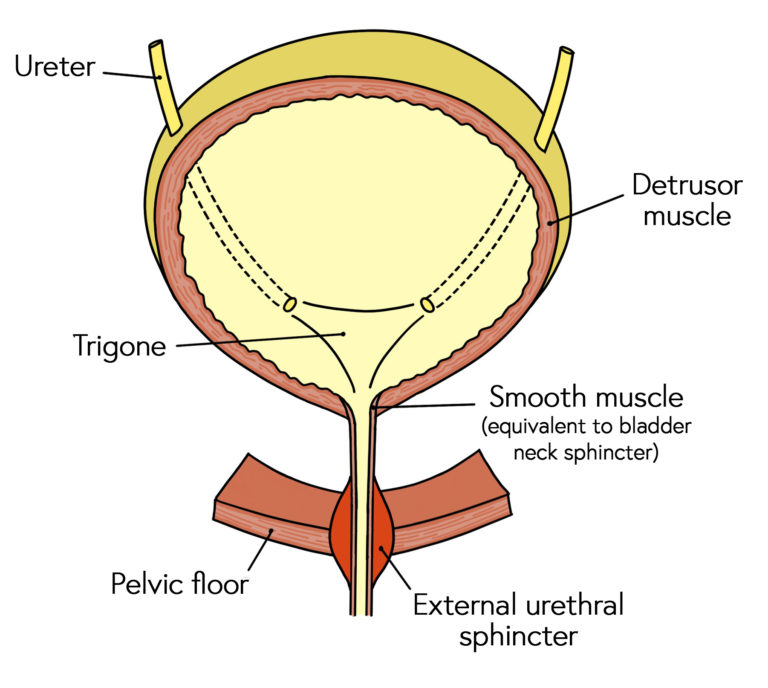 Ureter
Detrusor
muscle
Trigone
Smooth muscle
(equivalent to bladder
neck sphincter)
Pelvic floor
External urethral
sphincter